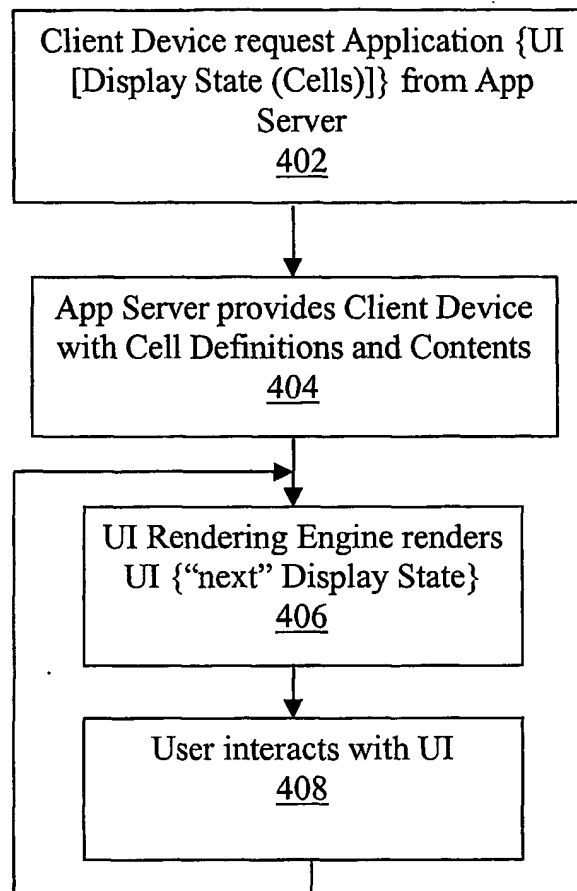 Client Device request Application {UI
[Display State (Cells)]} from App
Server
402
App Server provides Client Device
with Cell Definitions and Contents
404
UI Rendering Engine renders
UI {“next” Display State}
406
User interacts with UI
408